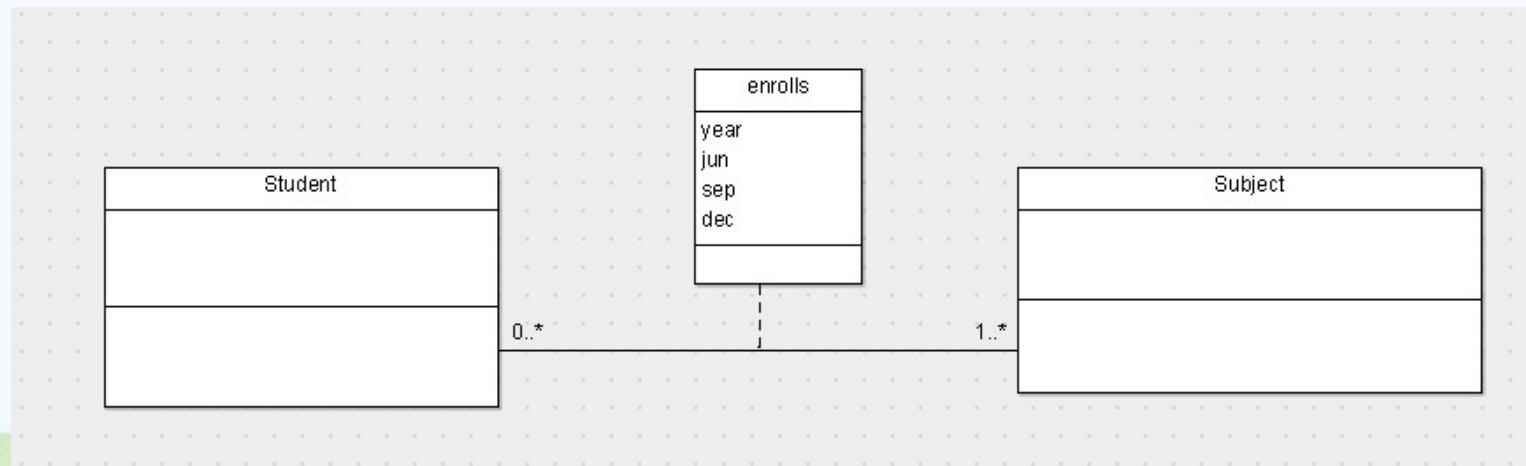 enrolls
year
jun
sep
dec
Student
Subject
0..*
1..*